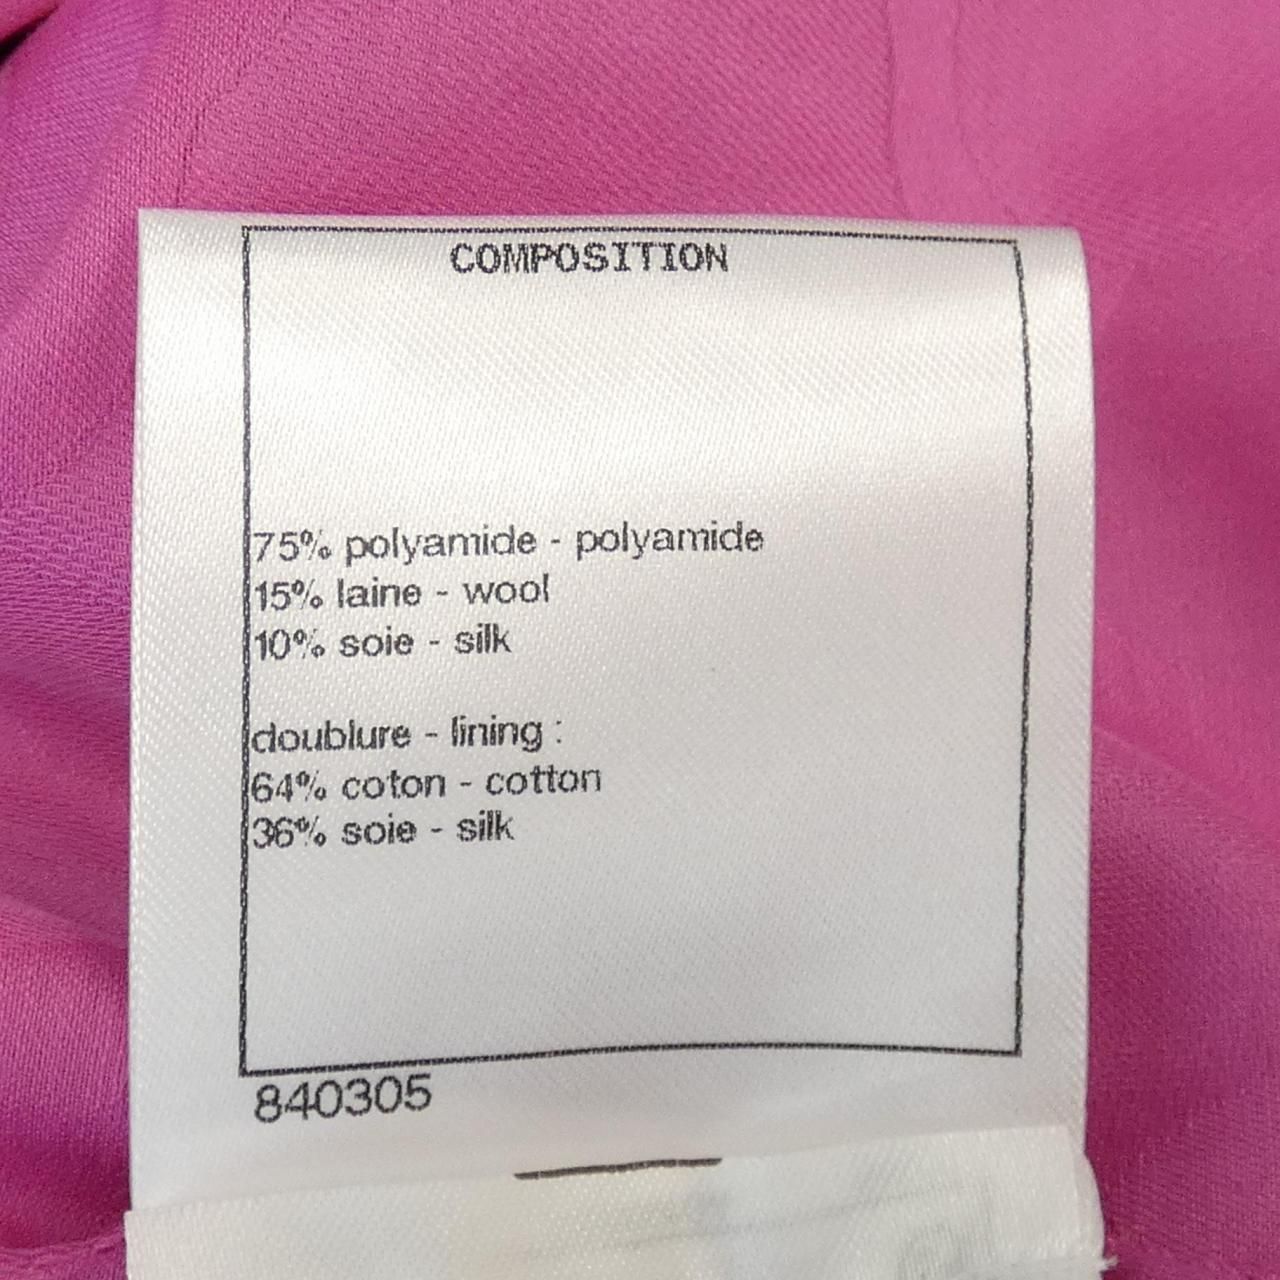 COMPOSITION
75% polyamide - polyamide
15% laine - wool
10% soie - silk
doublure - lining :
64% coton - cotton
36% soie - silk
840305